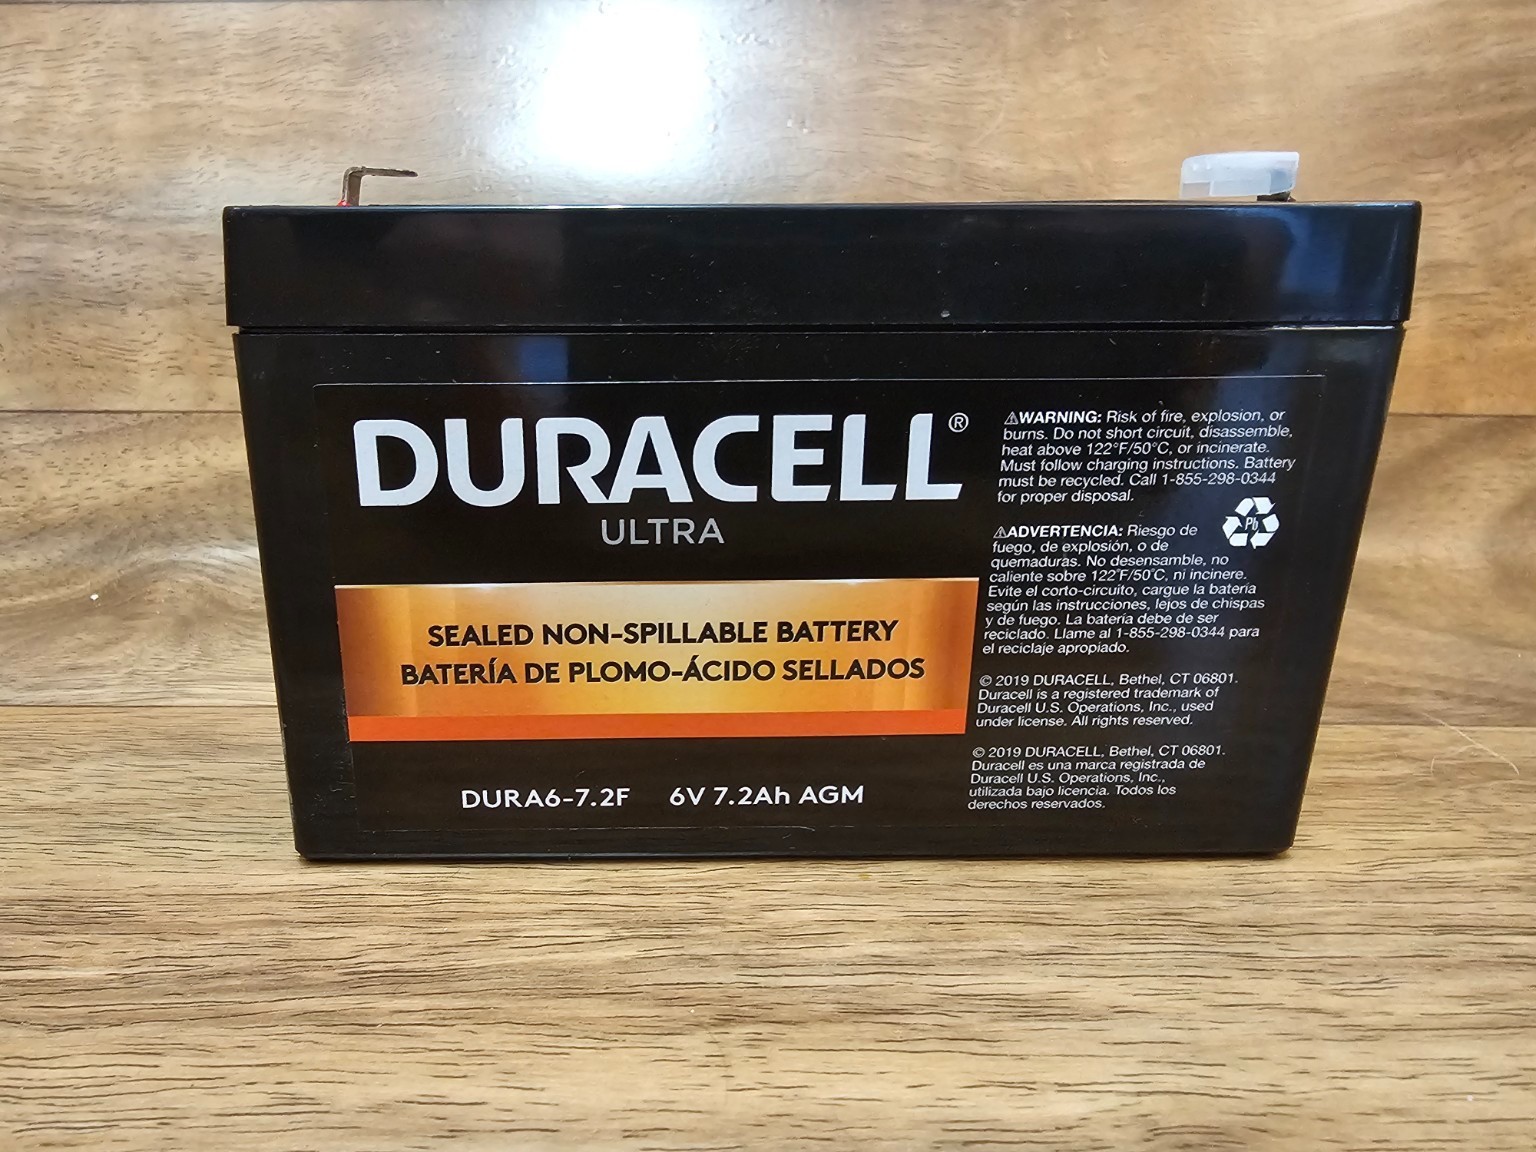 DURACELL®
ULTRA
SEALED NON-SPILLABLE BATTERY
BATERÍA DE PLOMO-ÁCIDO SELLADOS
DURA6-7.2F 6V 7.2Ah AGM
⚠WARNING: Risk of fire, explosion, or
burns. Do not short circuit, disassemble,
heat above 122°F/50°C, or incinerate.
Must follow charging instructions. Battery
must be recycled. Call 1-855-298-0344
for proper disposal.
Pb
⚠ADVERTENCIA: Riesgo de
fuego, de explosión, o de
quemaduras. No desensamble, no
caliente sobre 122°F/50°C, ni incinere.
Evite el corto-circuito, cargue la batería
según las instrucciones, lejos de chispas
y de fuego. La batería debe de ser
reciclado. Llame al 1-855-298-0344 para
el reciclaje apropiado.
© 2019 DURACELL, Bethel, CT 06801.
Duracell is a registered trademark of
Duracell U.S. Operations, Inc., used
under license. All rights reserved.
© 2019 DURACELL, Bethel, CT 06801.
Duracell es una marca registrada de
Duracell U.S. Operations, Inc.,
utilizada bajo licencia. Todos los
derechos reservados.